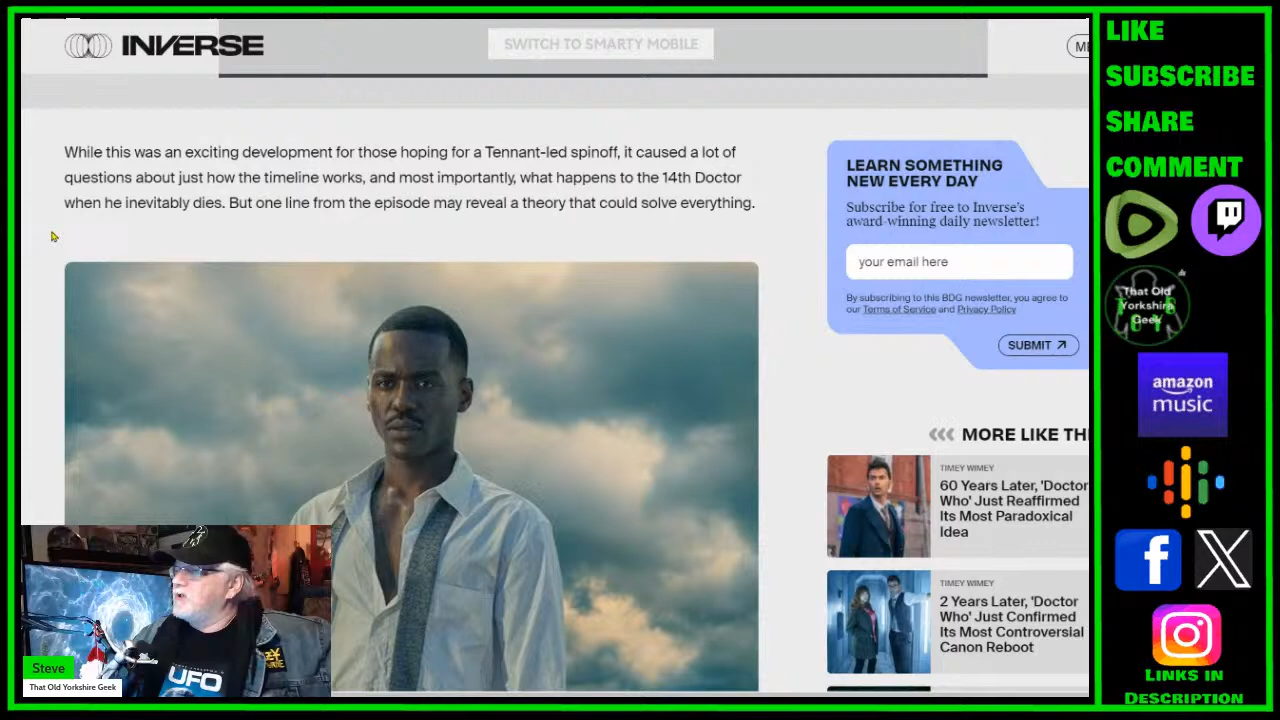 INVERSE
SWITCH TO SMARTY MOBILE
While this was an exciting development for those hoping for a Tennant-led spinoff, it caused a lot of
questions about just how the timeline works, and most importantly, what happens to the 14th Doctor
when he inevitably dies. But one line from the episode may reveal a theory that could solve everything.
LEARN SOMETHING
NEW EVERY DAY
Subscribe for free to Inverse's
award-winning daily newsletter!
your email here
By subscribing to this BDG newsletter, you agree to
our Terms of Service and Privacy Policy
SUBMIT
MORE LIKE TH
TIMEY WIMEY
60 Years Later, 'Doctor
Who' Just Reaffirmed
Its Most Paradoxical
Idea
TIMEY WIMEY
2 Years Later, 'Doctor
Who' Just Confirmed
Its Most Controversial
Canon Reboot
UFO
Steve
That Old Yorkshire Geek
LIKE
SUBSCRIBE
SHARE
COMMENT
That Old
Yorkshire
Geek
amazon
music
LINKS IN
DESCRIPTION